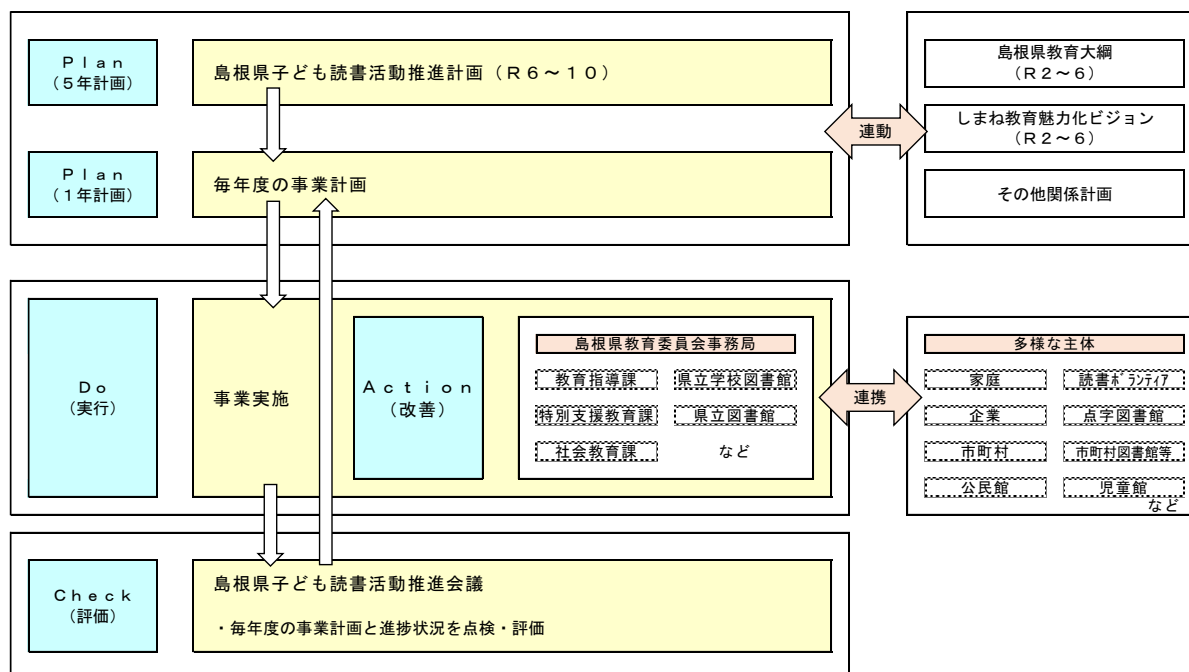 Ｐｌａｎ
（５年計画）
島根県子ども読書活動推進計画（Ｒ６～１０）
島根県教育大綱
（Ｒ２～６）
連動
しまね教育魅力化ビジョン
（Ｒ２～６）
Ｐｌａｎ
（１年計画）
毎年度の事業計画
その他関係計画
Ｄｏ
（実行）
事業実施
Ａｃｔｉｏｎ
（改善）
島根県教育委員会事務局
教育指導課
県立学校図書館
特別支援教育課
県立図書館
社会教育課
など
連携
多様な主体
家庭
読書ﾎﾞﾗﾝﾃｨｱ
企業
点字図書館
市町村
市町村図書館等
公民館
児童館
など
Ｃｈｅｃｋ
（評価）
島根県子ども読書活動推進会議
・毎年度の事業計画と進捗状況を点検・評価